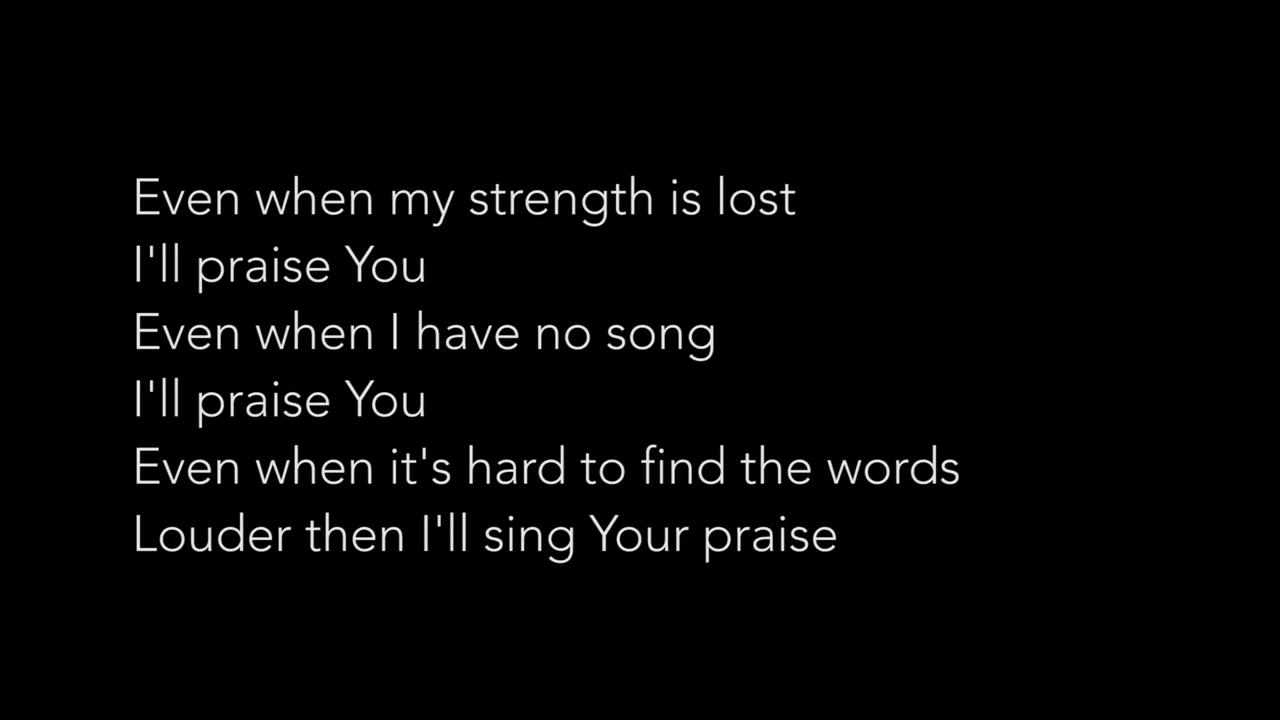 Even when my strength is lost
I'll praise You
Even when I have no song
I'll praise You
Even when it's hard to find the words
Louder then I'll sing Your praise